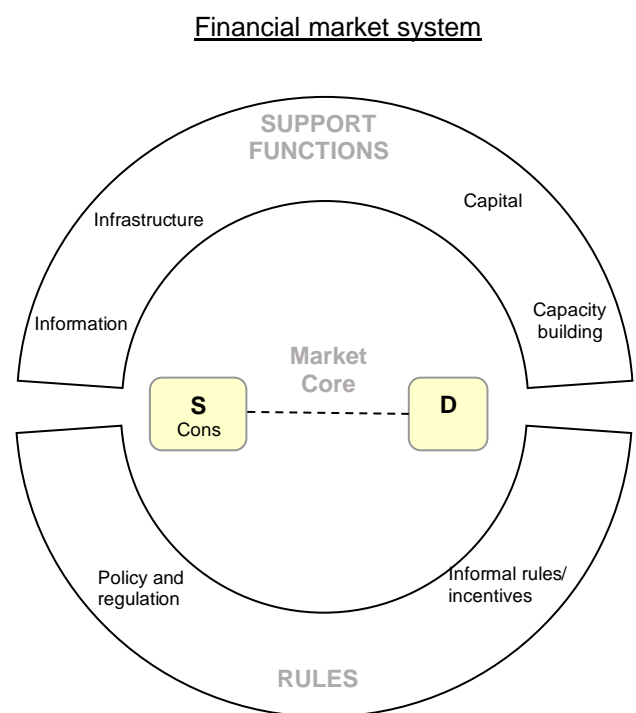 Financial market system
SUPPORT
FUNCTIONS
Capital
Infrastructure
Information
Capacity
building
Market
Core
S
Cons
D
Policy and
regulation
Informal rules/
incentives
RULES